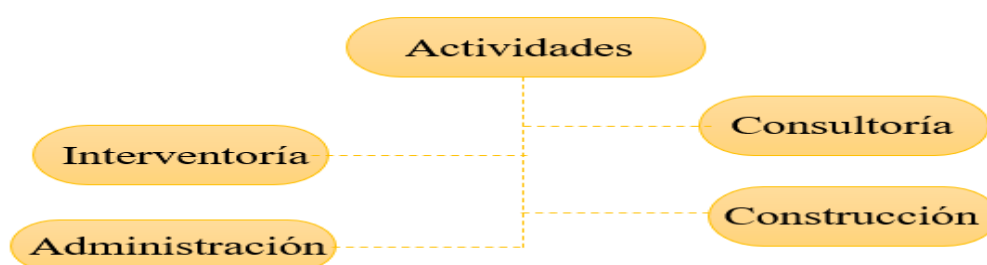 Actividades
Consultoría
Interventoría
Construcción
Administración